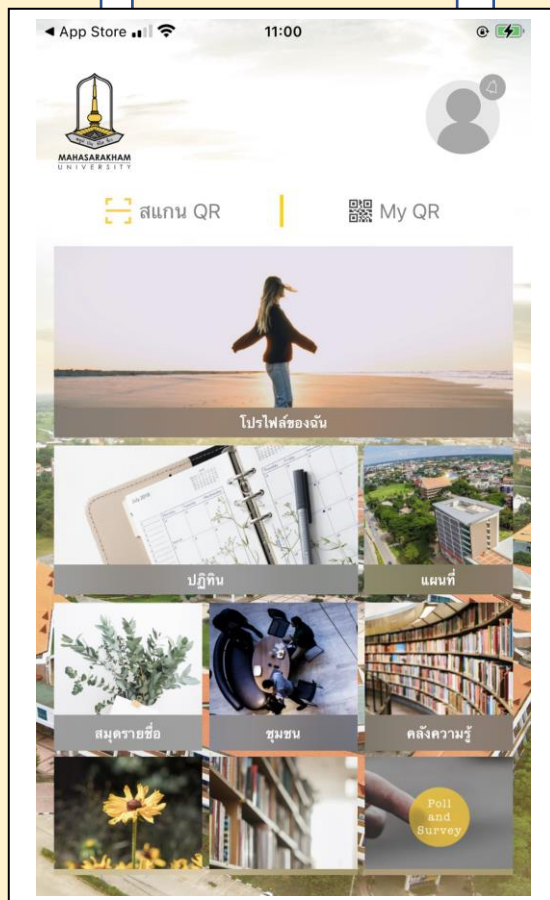 ◄ App Store
11:00
MAHASARAKHAM
UNIVERSITY
สแกน QR
My QR
โปรไฟล์ของฉัน
July 2019
ปฏิทิน
แผนที่
สมุดรายชื่อ
ชุมชน
คลังความรู้
Poll
and
Survey